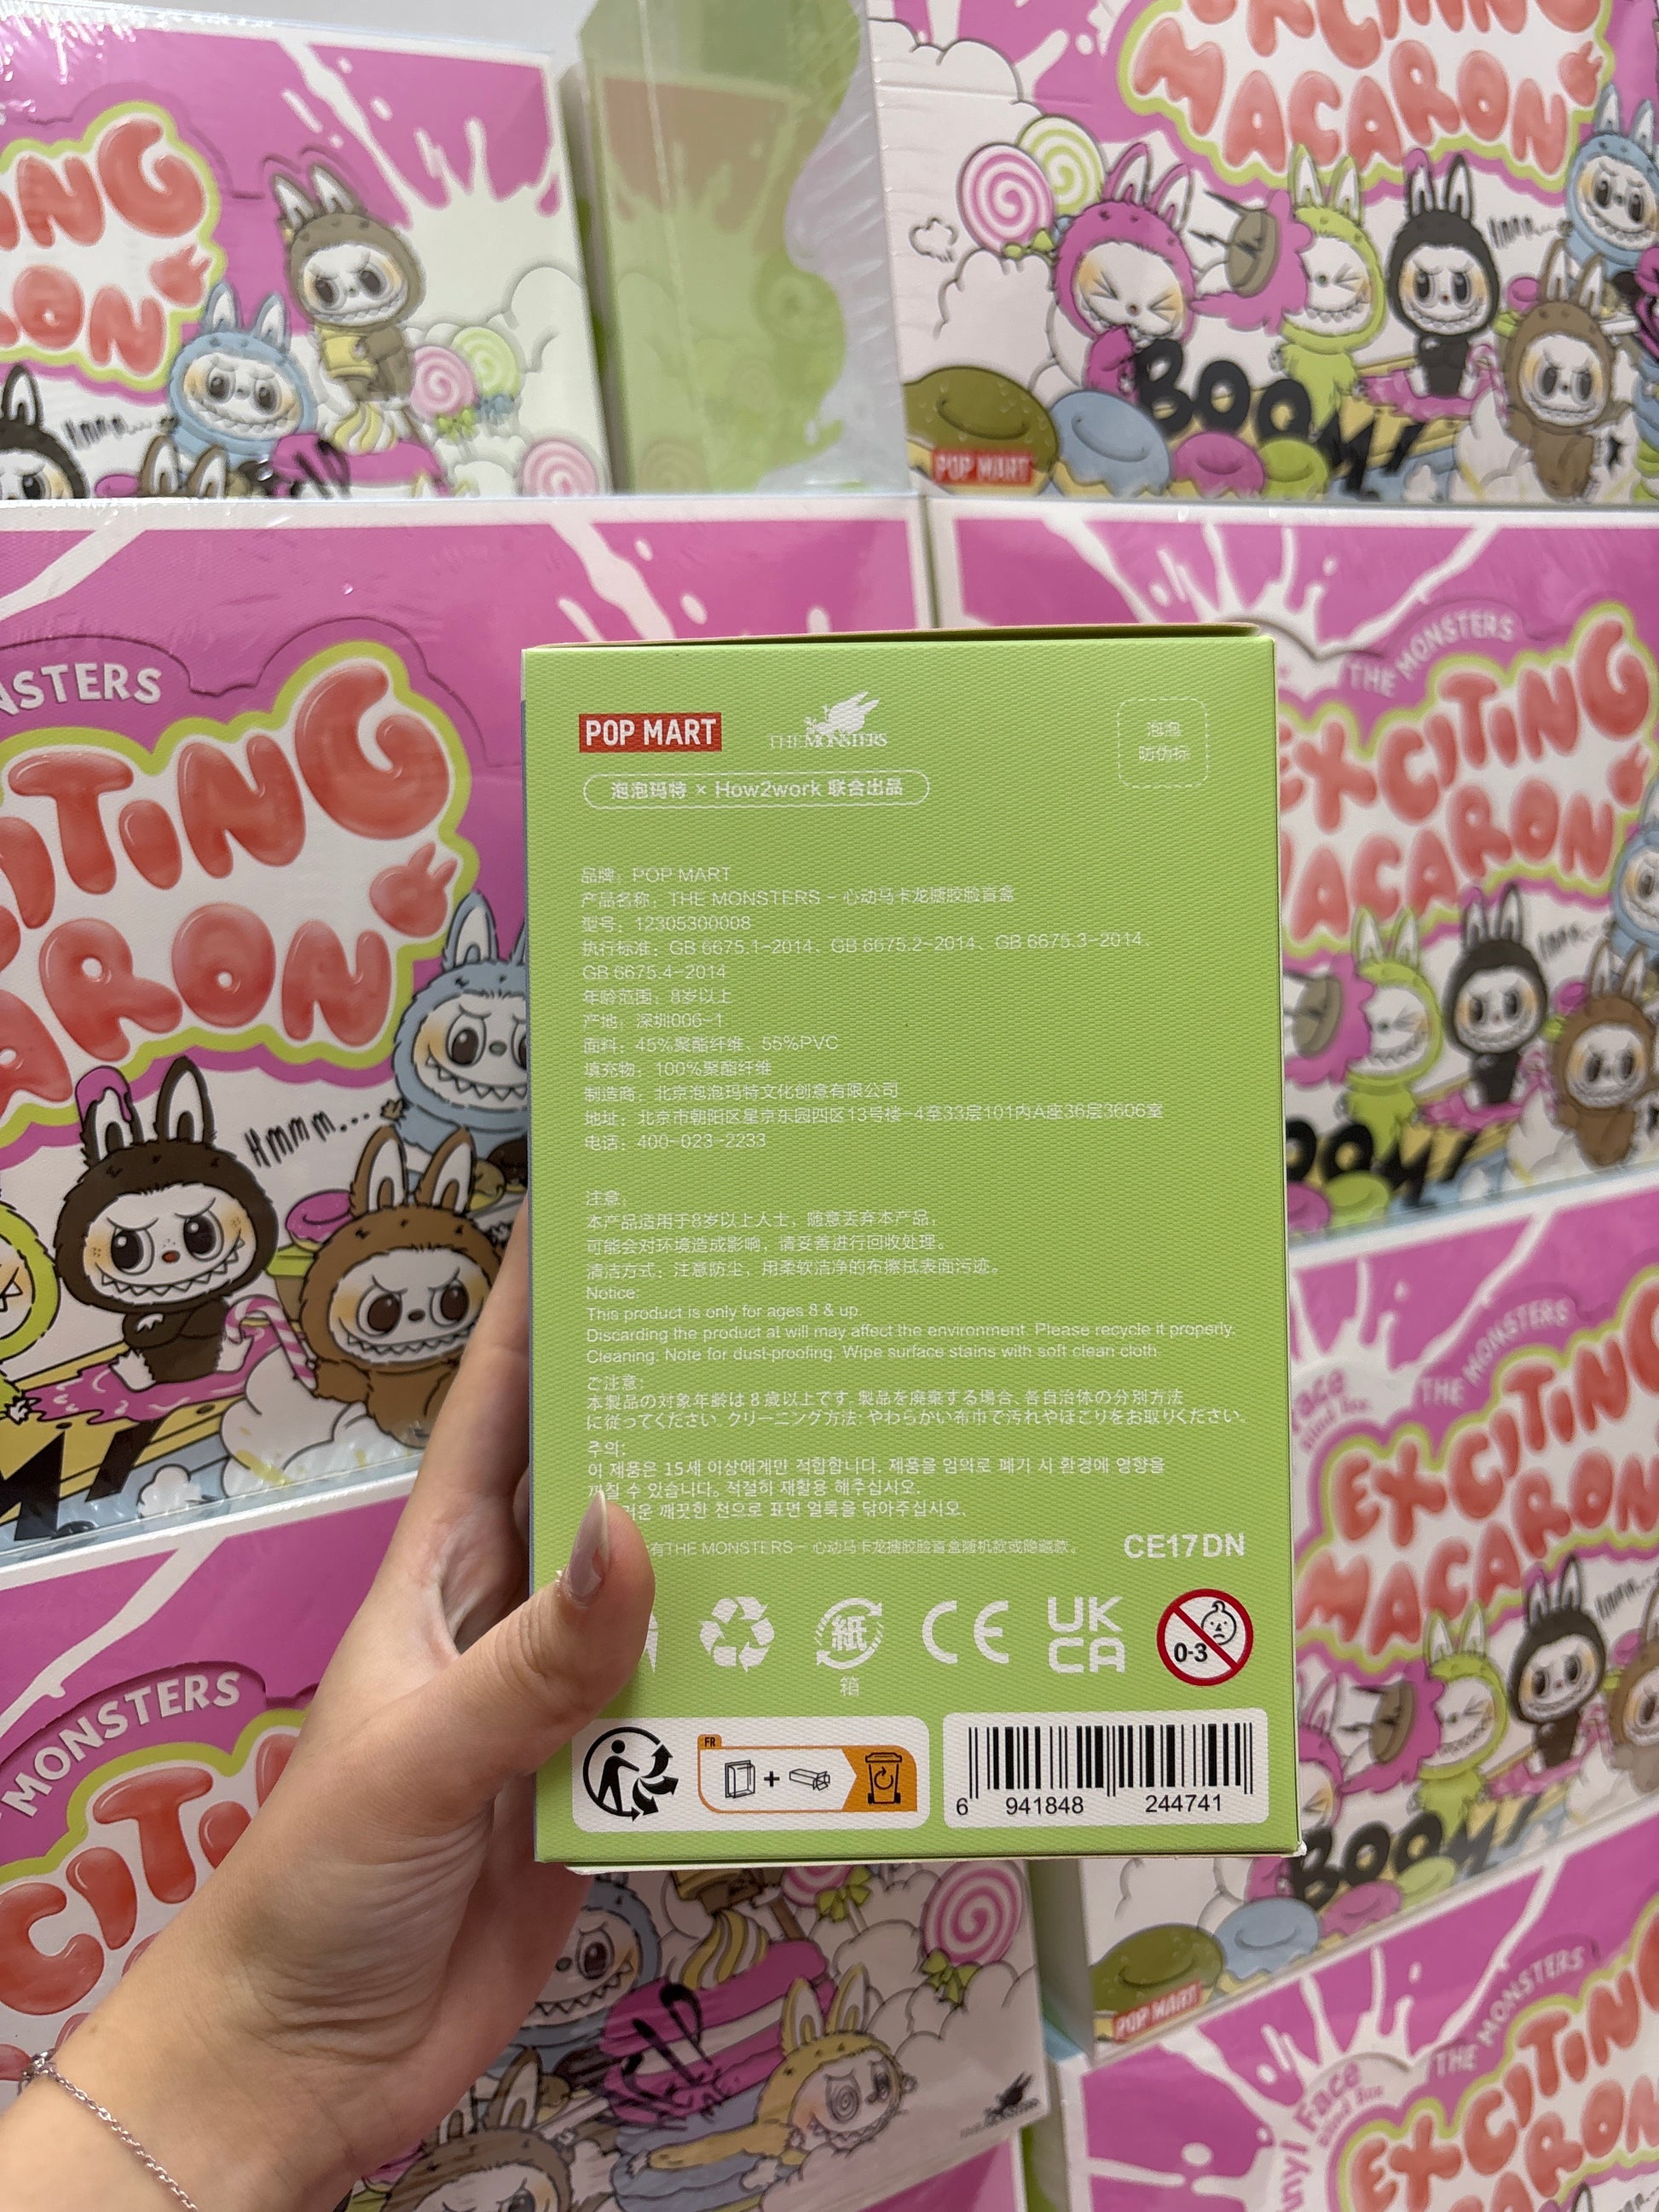 POP MART
THE MONSTERS
泡泡
防伪标
泡泡玛特 × How2work 联合出品
品牌：POP MART
产品名称：THE MONSTERS - 心动马卡龙搪胶脸盲盒
型号：12305300008
执行标准：GB 6675.1-2014、GB 6675.2-2014、GB 6675.3-2014、
GB 6675.4-2014
年龄范围：8岁以上
产地：深圳006-1
面料：45%聚酯纤维、55%PVC
填充物：100%聚酯纤维
制造商：北京泡泡玛特文化创意有限公司
地址：北京市朝阳区星京东园四区13号楼-4至33层101内A座36层3606室
电话：400-023-2233
注意：
本产品适用于8岁以上人士，随意丢弃本产品，
可能会对环境造成影响，请妥善进行回收处理。
清洁方式：注意防尘，用柔软洁净的布擦拭表面污迹。
Notice:
This product is only for ages 8 & up.
Discarding the product at will may affect the environment. Please recycle it properly.
Cleaning: Note for dust-proofing. Wipe surface stains with soft clean cloth.
ご注意:
本製品の対象年齢は8歳以上です.製品を廃棄する場合、各自治体の分別方法
に従ってください.クリーニング方法:やわらかい布巾で汚れやほこりをお取りください。
주의:
이 제품은 15세 이상에게만 적합합니다. 제품을 임의로 폐기 시 환경에 영향을
끼칠 수 있습니다. 적절히 재활용 해주십시오.
깨끗한 천으로 표면 얼룩을 닦아주십시오.
有THE MONSTERS- 心动马卡龙搪胶脸盲盒随机款或隐藏款。
CE17DN
紙
箱
CE
UK
CA
0-3
FR
6 941848 244741
EXCITING
MACARON
Hmmm...
BOOM!
POP MART
THE MONSTERS
EXCITING
MACARON
Hmmm...
BOOM!
THE MONSTERS
EXCITING
MACARON
Hmmm...
BOOM!
POP MART
THE MONSTERS
Face